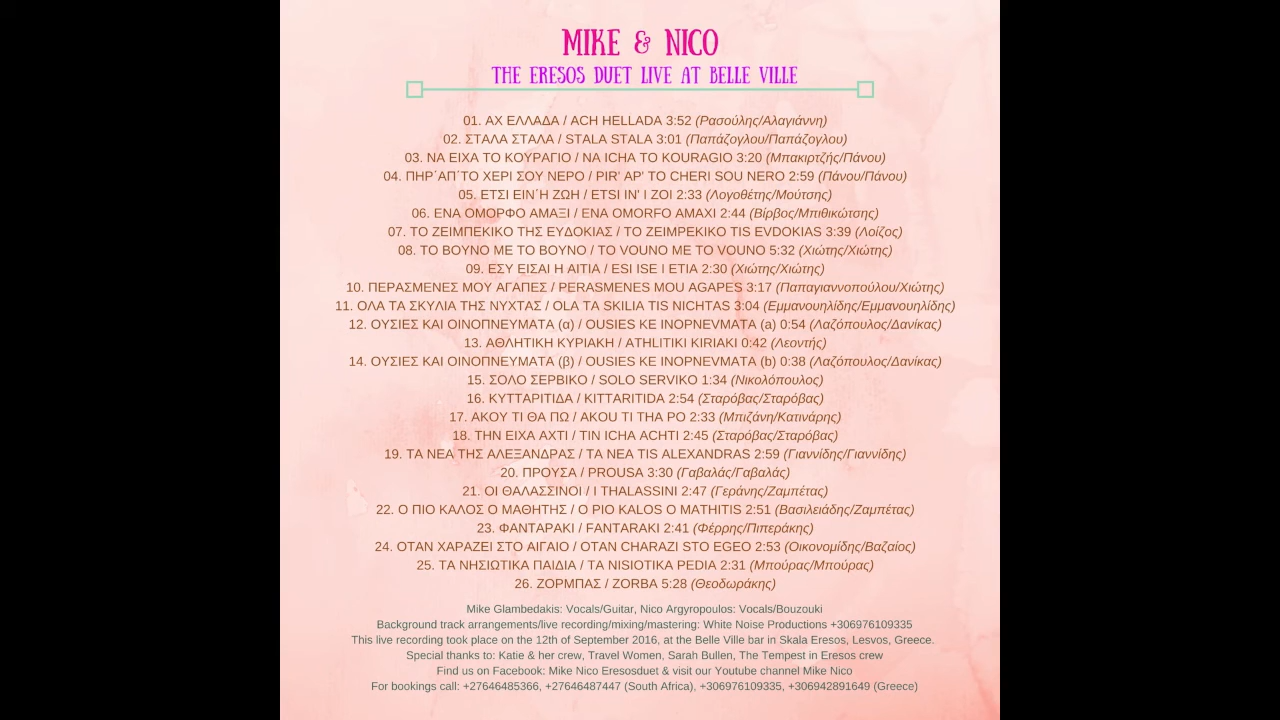 MIKE & NICO
THE ERESOS DUET LIVE AT BELLE VILLE
01. ΑΧ ΕΛΛΑΔΑ / ACH HELLADA 3:52 (Ρασούλης/Αλαγιάννη)
02. ΣΤΑΛΑ ΣΤΑΛΑ / STALA STALA 3:01 (Παπάζογλου/Παπάζογλου)
03. ΝΑ ΕΙΧΑ ΤΟ ΚΟΥΡΑΓΙΟ / NA ICHA TO KOURAGIO 3:20 (Μπακιρτζής/Πάνου)
04. ΠΗΡ΄ΑΠ΄ΤΟ ΧΕΡΙ ΣΟΥ ΝΕΡΟ / PIR' AP' TO CHERI SOU NERO 2:59 (Πάνου/Πάνου)
05. ΕΤΣΙ ΕΙΝ΄Η ΖΩΗ / ETSI IN' I ZOI 2:33 (Λογοθέτης/Μούτσης)
06. ΕΝΑ ΟΜΟΡΦΟ ΑΜΑΞΙ / ENA OMORFO AMAXI 2:44 (Βίρβος/Μπιθικώτσης)
07. ΤΟ ΖΕΙΜΠΕΚΙΚΟ ΤΗΣ ΕΥΔΟΚΙΑΣ / TO ZEIMPEKIKO TIS EVDOKIAS 3:39 (Λοίζος)
08. ΤΟ ΒΟΥΝΟ ΜΕ ΤΟ ΒΟΥΝΟ / TO VOUNO ME TO VOUNO 5:32 (Χιώτης/Χιώτης)
09. ΕΣΥ ΕΙΣΑΙ Η ΑΙΤΙΑ / ESI ISE I ETIA 2:30 (Χιώτης/Χιώτης)
10. ΠΕΡΑΣΜΕΝΕΣ ΜΟΥ ΑΓΑΠΕΣ / PERASMENES MOU AGAPES 3:17 (Παπαγιαννοπούλου/Χιώτης)
11. ΟΛΑ ΤΑ ΣΚΥΛΙΑ ΤΗΣ ΝΥΧΤΑΣ / OLA TA SKILIA TIS NICHTAS 3:04 (Εμμανουηλίδης/Εμμανουηλίδης)
12. ΟΥΣΙΕΣ ΚΑΙ ΟΙΝΟΠΝΕΥΜΑΤΑ (α) / OUSIES KE INOPNEVMATA (a) 0:54 (Λαζόπουλος/Δανίκας)
13. ΑΘΛΗΤΙΚΗ ΚΥΡΙΑΚΗ / ATHLITIKI KIRIAKI 0:42 (Λεοντής)
14. ΟΥΣΙΕΣ ΚΑΙ ΟΙΝΟΠΝΕΥΜΑΤΑ (β) / OUSIES KE INOPNEVMATA (b) 0:38 (Λαζόπουλος/Δανίκας)
15. ΣΟΛΟ ΣΕΡΒΙΚΟ / SOLO SERVIKO 1:34 (Νικολόπουλος)
16. ΚΥΤΤΑΡΙΤΙΔΑ / KITTARITIDA 2:54 (Σταρόβας/Σταρόβας)
17. ΑΚΟΥ ΤΙ ΘΑ ΠΩ / AKOU TI THA PO 2:33 (Μπιζάνη/Κατινάρης)
18. ΤΗΝ ΕΙΧΑ ΑΧΤΙ / TIN ICHA ACHTI 2:45 (Σταρόβας/Σταρόβας)
19. ΤΑ ΝΕΑ ΤΗΣ ΑΛΕΞΑΝΔΡΑΣ / TA NEA TIS ALEXANDRAS 2:59 (Γιαννίδης/Γιαννίδης)
20. ΠΡΟΥΣΑ / PROUSA 3:30 (Γαβαλάς/Γαβαλάς)
21. ΟΙ ΘΑΛΑΣΣΙΝΟΙ / I THALASSINI 2:47 (Γεράνης/Ζαμπέτας)
22. Ο ΠΙΟ ΚΑΛΟΣ Ο ΜΑΘΗΤΗΣ / O PIO KALOS O MATHITIS 2:51 (Βασιλειάδης/Ζαμπέτας)
23. ΦΑΝΤΑΡΑΚΙ / FANTARAKI 2:41 (Φέρρης/Πιπεράκης)
24. ΟΤΑΝ ΧΑΡΑΖΕΙ ΣΤΟ ΑΙΓΑΙΟ / OTAN CHARAZI STO EGEO 2:53 (Οικονομίδης/Βαζαίος)
25. ΤΑ ΝΗΣΙΩΤΙΚΑ ΠΑΙΔΙΑ / TA NISIOTIKA PEDIA 2:31 (Μπούρας/Μπούρας)
26. ΖΟΡΜΠΑΣ / ZORBA 5:28 (Θεοδωράκης)
Mike Glambedakis: Vocals/Guitar, Nico Argyropoulos: Vocals/Bouzouki
Background track arrangements/live recording/mixing/mastering: White Noise Productions +306976109335
This live recording took place on the 12th of September 2016, at the Belle Ville bar in Skala Eresos, Lesvos, Greece.
Special thanks to: Katie & her crew, Travel Women, Sarah Bullen, The Tempest in Eresos crew
Find us on Facebook: Mike Nico Eresosduet & visit our Youtube channel Mike Nico
For bookings call: +27646485366, +27646487447 (South Africa), +306976109335, +306942891649 (Greece)